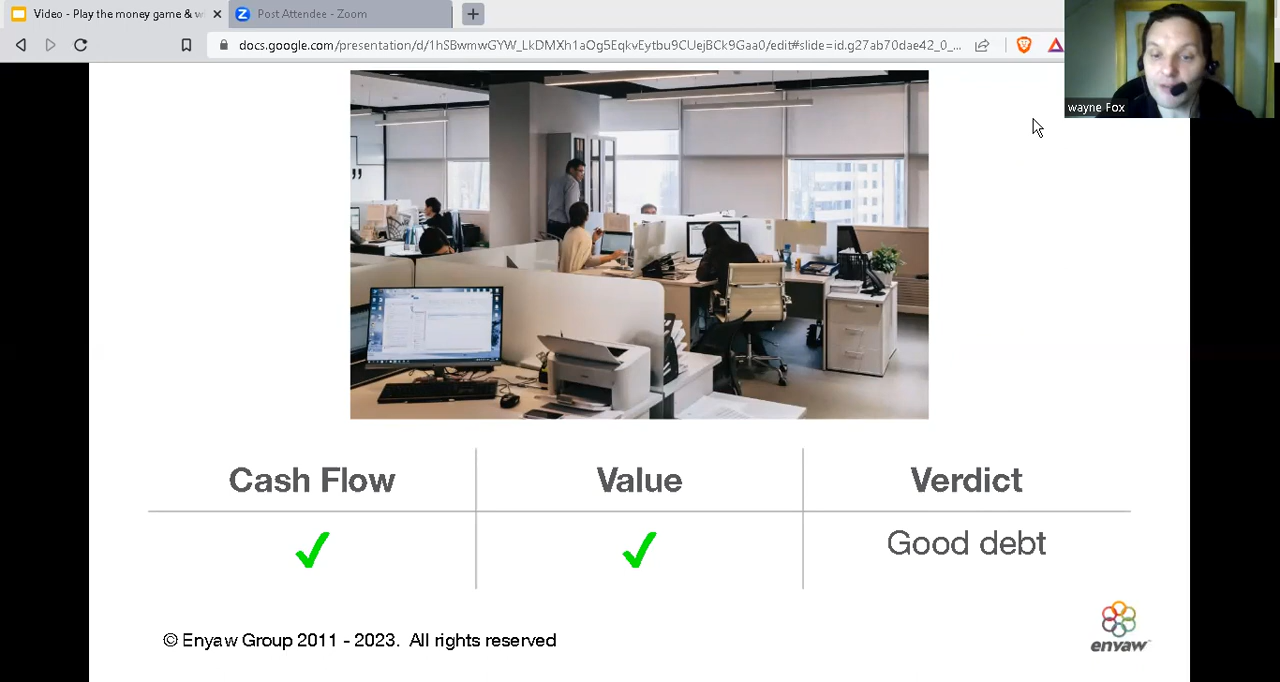 Video - Play the money game & w
Post Attendee - Zoom
docs.google.com/presentation/d/1hSBwmwGYW_LkDMXh1aOg5EqkvEytbu9CUejBCk9Gaa0/edit#slide=id.g27ab70dae42_0_...
wayne Fox
Cash Flow Value Verdict
✓ ✓ Good debt
© Enyaw Group 2011 - 2023. All rights reserved
enyaw